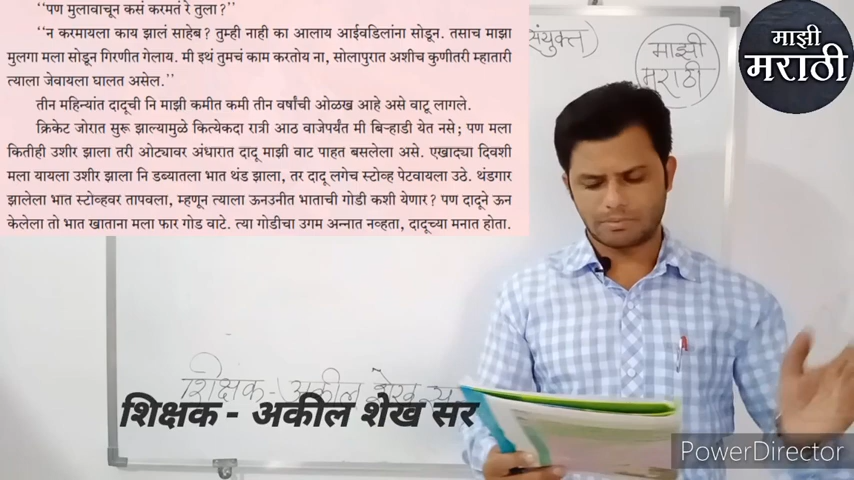 ‘‘पण मुलावाचून कसं करमतं रे तुला?’’
‘‘न करमायला काय झालं साहेब? तुम्ही नाही का आलाय आईवडिलांना सोडून. तसाच माझा
मुलगा मला सोडून गिरणीत गेलाय. मी इथं तुमचं काम करतोय ना, सोलापुरात अशीच कुणीतरी म्हातारी
त्याला जेवायला घालत असेल.’’
तीन महिन्यांत दादूची नि माझी कमीत कमी तीन वर्षांची ओळख आहे असे वाटू लागले.
क्रिकेट जोरात सुरू झाल्यामुळे कित्येकदा रात्री आठ वाजेपर्यंत मी बिऱ्हाडी येत नसे; पण मला
कितीही उशीर झाला तरी ओट्यावर अंधारात दादू माझी वाट पाहत बसलेला असे. एखाद्या दिवशी
मला यायला उशीर झाला नि डब्यातला भात थंड झाला, तर दादू लगेच स्टोव्ह पेटवायला उठे. थंडगार
झालेला भात स्टोव्हवर तापवला, म्हणून त्याला ऊनऊनीत भाताची गोडी कशी येणार? पण दादूने ऊन
केलेला तो भात खाताना मला फार गोड वाटे. त्या गोडीचा उगम अन्नात नव्हता, दादूच्या मनात होता.
संयुक्त)
माझी
मराठी
माझी
मराठी
शिक्षक - अकील शेख
शिक्षक - अकील शेख सर
PowerDirector